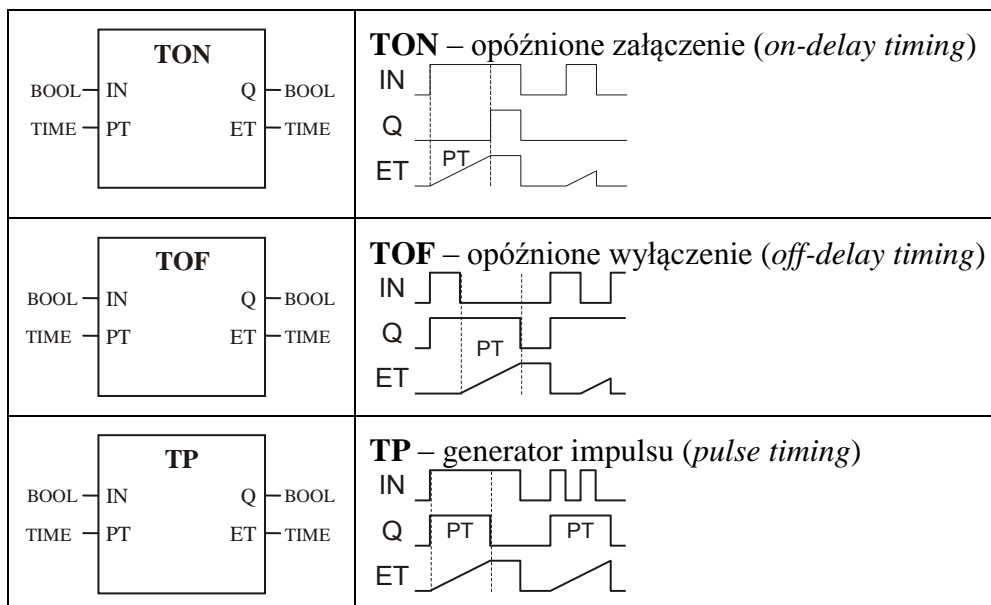 TON
BOOL IN Q BOOL
TIME PT ET TIME
TON – opóźnione załączenie (on-delay timing)
IN
Q
PT
ET
TOF
BOOL IN Q BOOL
TIME PT ET TIME
TOF – opóźnione wyłączenie (off-delay timing)
IN
Q
PT
ET
TP
BOOL IN Q BOOL
TIME PT ET TIME
TP – generator impulsu (pulse timing)
IN
Q PT PT
ET